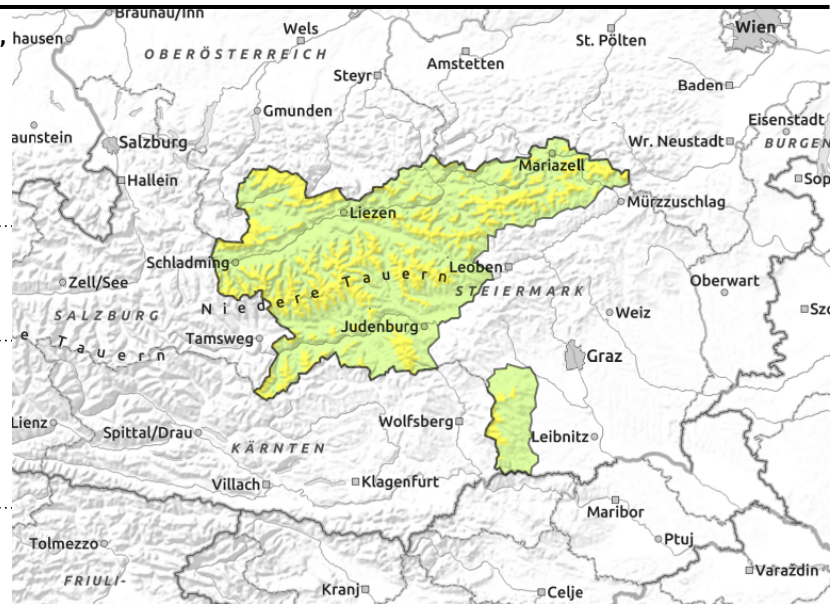 Braunau/Inn
Wels
Wien
, hausen
OBERÖSTERREICH
St. Pölten
Amstetten
Steyr
Baden
Gmunden
Eisenstadt
aunstein
Salzburg
Wr. Neustadt
BURGEN
Mariazell
Hallein
Sop
Mürzzuschlag
Liezen
Schladming
Leoben
Zell/See
Niedere Tauern
STEIERMARK
Oberwart
SALZBURG
Weiz
Szo
e Tauern
Tamsweg
Judenburg
Graz
Lienz
Wolfsberg
Spittal/Drau
Leibnitz
KÄRNTEN
Villach
Klagenfurt
Maribor
Tolmezzo
Ptuj
FRIULI-
Varaždin
Kranj
Celje